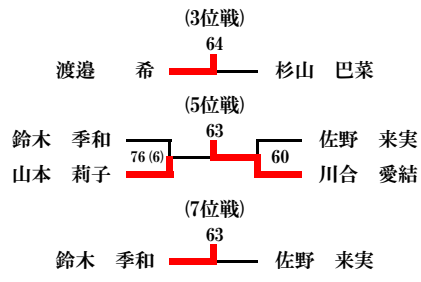 (3位戦)
64
渡邉　希　杉山　巴菜
(5位戦)
63
鈴木　季和　佐野　来実
76 (6)　60
山本　莉子　川合　愛結
(7位戦)
63
鈴木　季和　佐野　来実